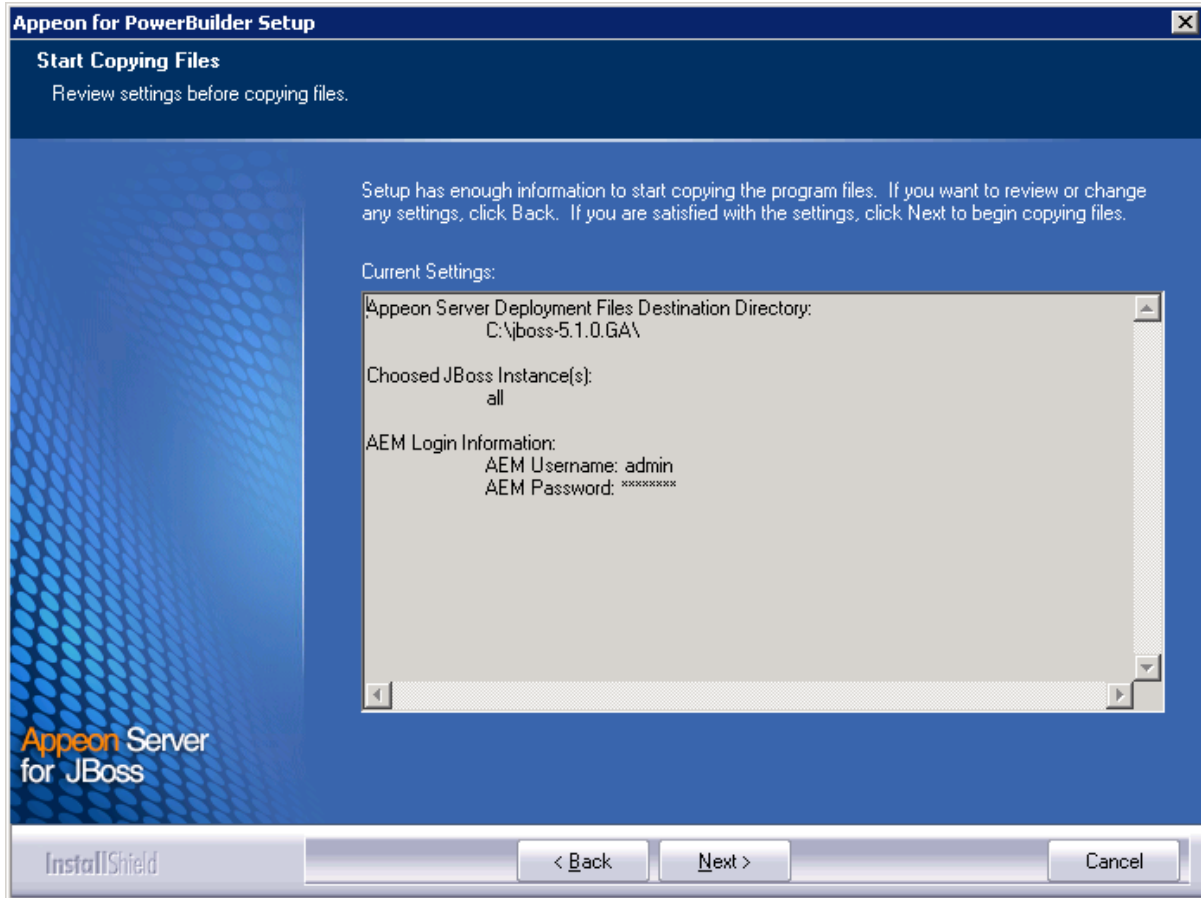 Appeon for PowerBuilder Setup
Start Copying Files
Review settings before copying files.
Setup has enough information to start copying the program files. If you want to review or change
any settings, click Back. If you are satisfied with the settings, click Next to begin copying files.
Current Settings:
Appeon Server Deployment Files Destination Directory:
C:\jboss-5.1.0.GA\
Choosed JBoss Instance(s):
all
AEM Login Information:
AEM Username: admin
AEM Password: ********
Appeon Server
for JBoss
InstallShield
< Back
Next >
Cancel